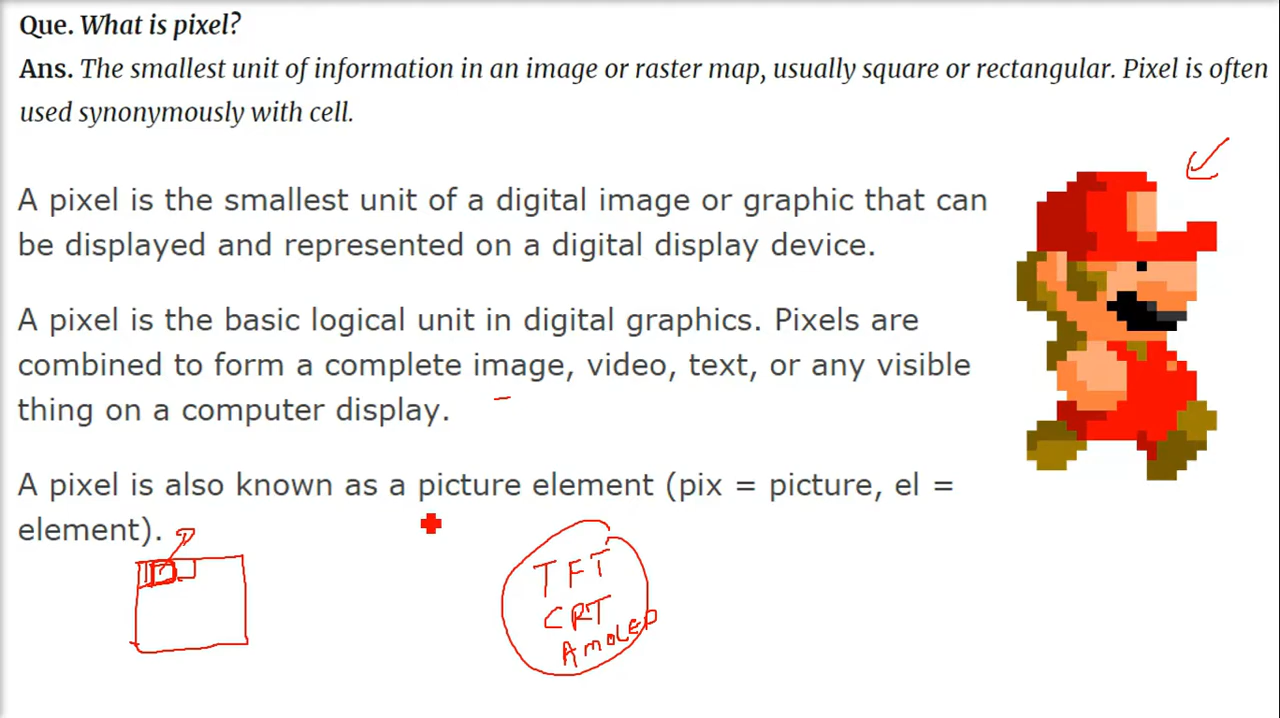 Que. What is pixel?
Ans. The smallest unit of information in an image or raster map, usually square or rectangular. Pixel is often
used synonymously with cell.
A pixel is the smallest unit of a digital image or graphic that can
be displayed and represented on a digital display device.
A pixel is the basic logical unit in digital graphics. Pixels are
combined to form a complete image, video, text, or any visible
thing on a computer display.
A pixel is also known as a picture element (pix = picture, el =
element).
TFT
CRT
AMOLED